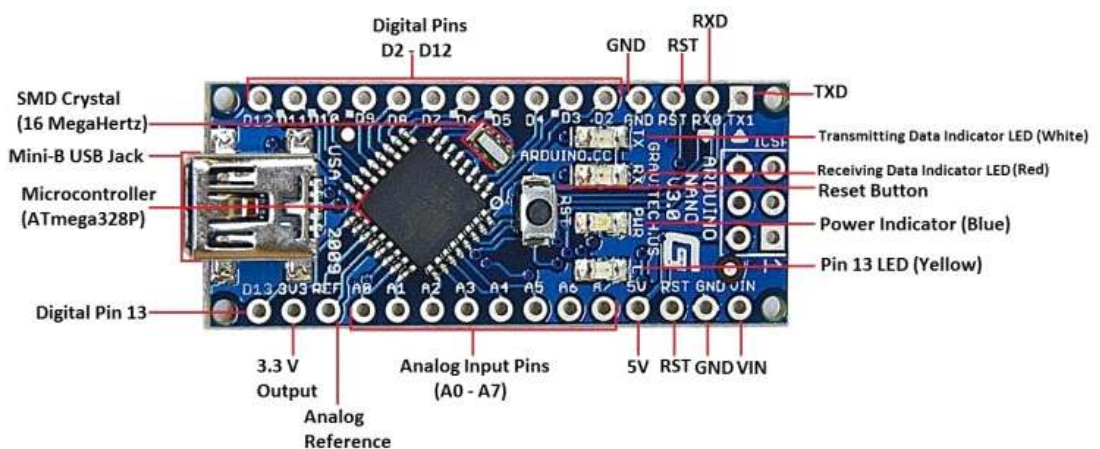 Digital Pins
D2 - D12
GND
RST
RXD
TXD
SMD Crystal
(16 MegaHertz)
Mini-B USB Jack
Microcontroller
(ATmega328P)
Digital Pin 13
D12 D11 D10 D9 D8 D7 D6 D5 D4 D3 D2 GND RST RX0 TX1
USA
2009
ARDUINO.CC
TX
RX
PWR
L
RST
GRAVITECH.US
ARDUINO
NANO
V3.0
ICSP
1
D13 3V3 REF A0 A1 A2 A3 A4 A5 A6 A7 5V RST GND VIN
Transmitting Data Indicator LED (White)
Receiving Data Indicator LED (Red)
Reset Button
Power Indicator (Blue)
Pin 13 LED (Yellow)
3.3 V
Output
Analog
Reference
Analog Input Pins
(A0 - A7)
5V
RST
GND
VIN